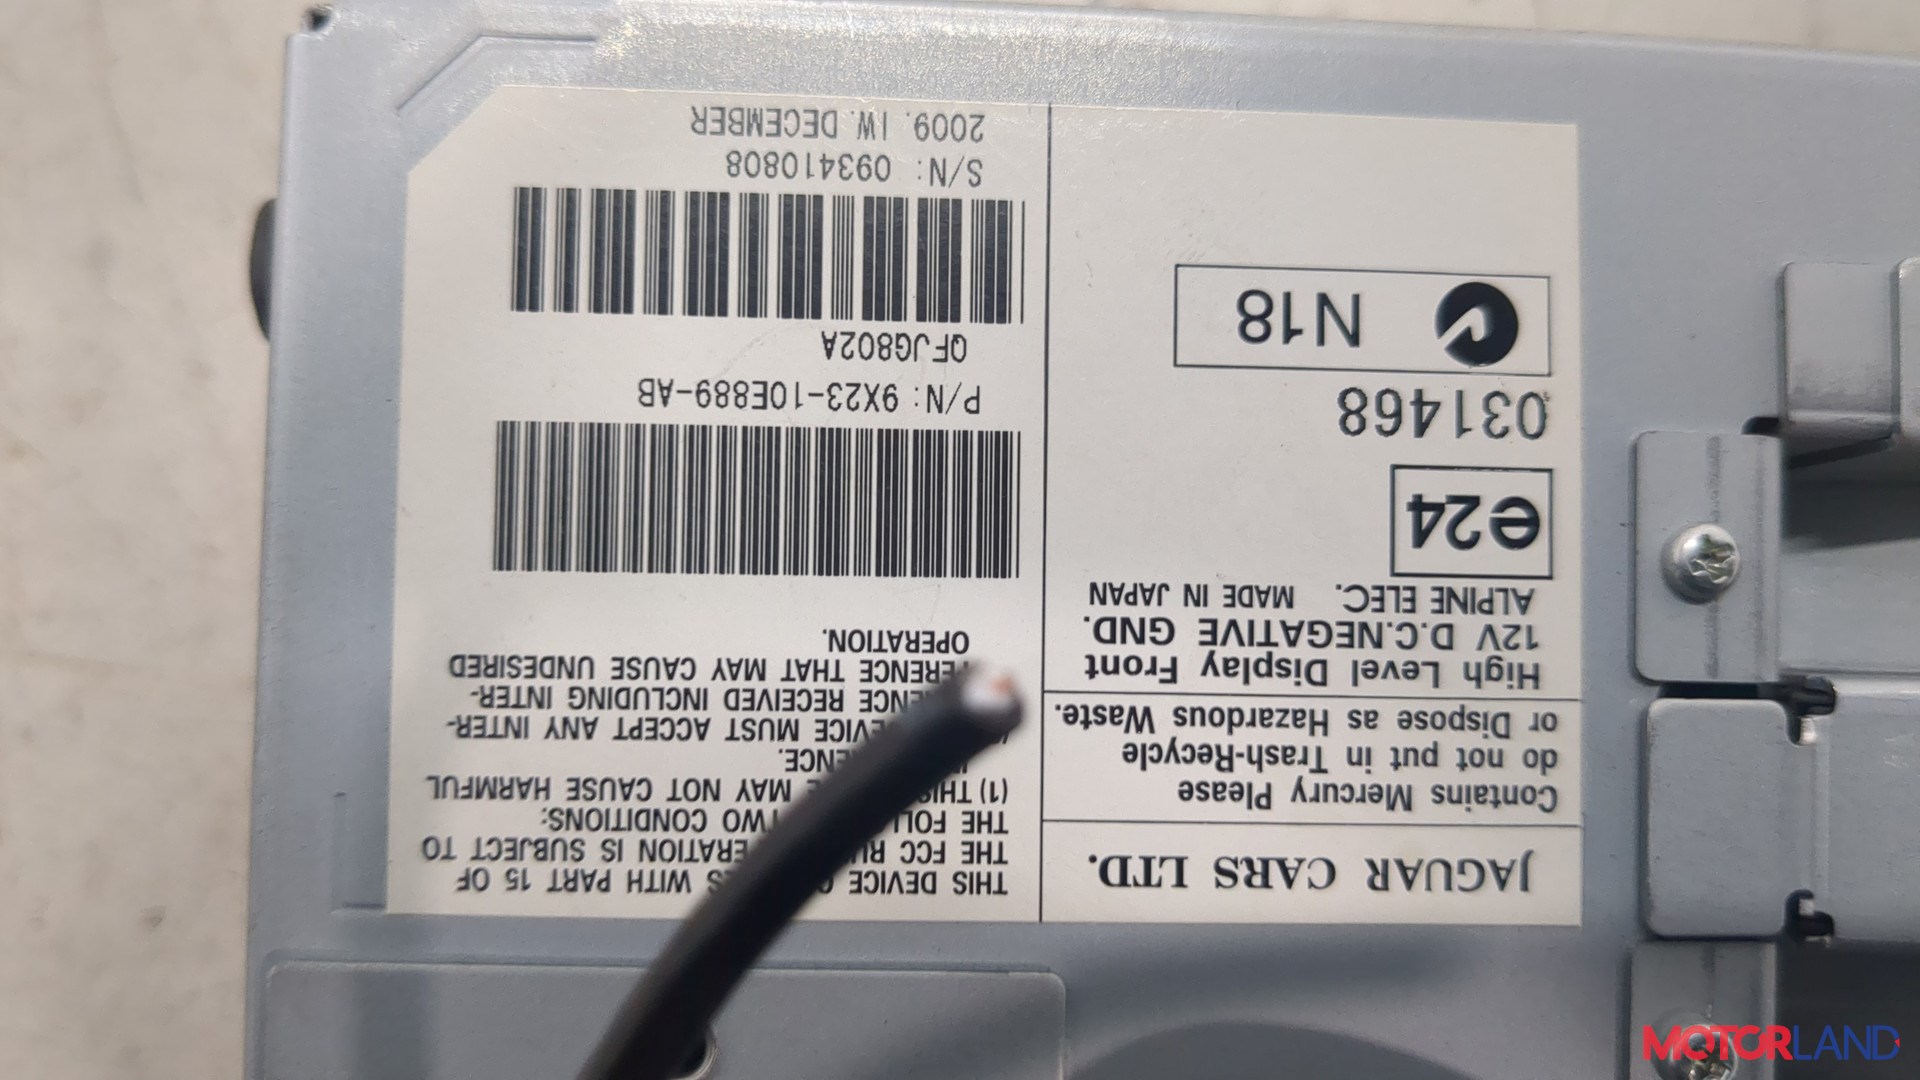 JAGUAR CARS LTD.
Contains Mercury Please
do not put in Trash-Recycle
or Dispose as Hazardous Waste.
High Level Display Front
12V D.C.NEGATIVE GND.
ALPINE ELEC. MADE IN JAPAN
e24
031468
N18
THIS DEVICE WITH PART 15 OF
THE FCC IS SUBJECT TO
THE TWO CONDITIONS:
(1) MAY NOT CAUSE HARMFUL
MUST ACCEPT ANY INTER-
RECEIVED INCLUDING INTER-
THAT MAY CAUSE UNDESIRED
OPERATION.
P/N: 9X23-10E889-AB
QFJG802A
S/N: 093410808
2009. 1W. DECEMBER
MOTORLAND